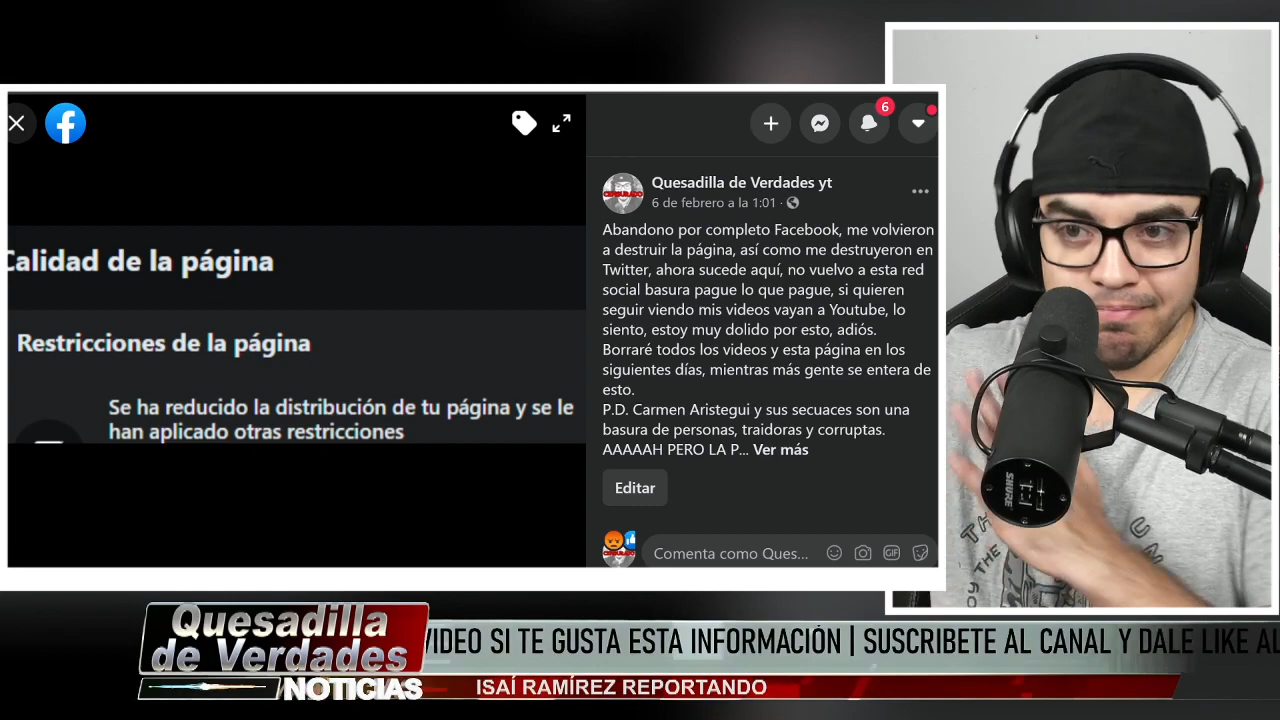 6
Quesadilla de Verdades yt
6 de febrero a la 1:01 ·
Abandono por completo Facebook, me volvieron
a destruir la página, así como me destruyeron en
Twitter, ahora sucede aquí, no vuelvo a esta red
social basura pague lo que pague, si quieren
seguir viendo mis videos vayan a Youtube, lo
siento, estoy muy dolido por esto, adiós.
Borraré todos los videos y esta página en los
siguientes días, mientras más gente se entera de
esto.
P.D. Carmen Aristegui y sus secuaces son una
basura de personas, traidoras y corruptas.
AAAAAH PERO LA P... Ver más
Editar
Comenta como Ques...
GIF
Calidad de la página
Restricciones de la página
Se ha reducido la distribución de tu página y se le
han aplicado otras restricciones
SHURE
THE
Quesadilla
de Verdades
NOTICIAS
VIDEO SI TE GUSTA ESTA INFORMACIÓN | SUSCRIBETE AL CANAL Y DALE LIKE AL
ISAÍ RAMÍREZ REPORTANDO